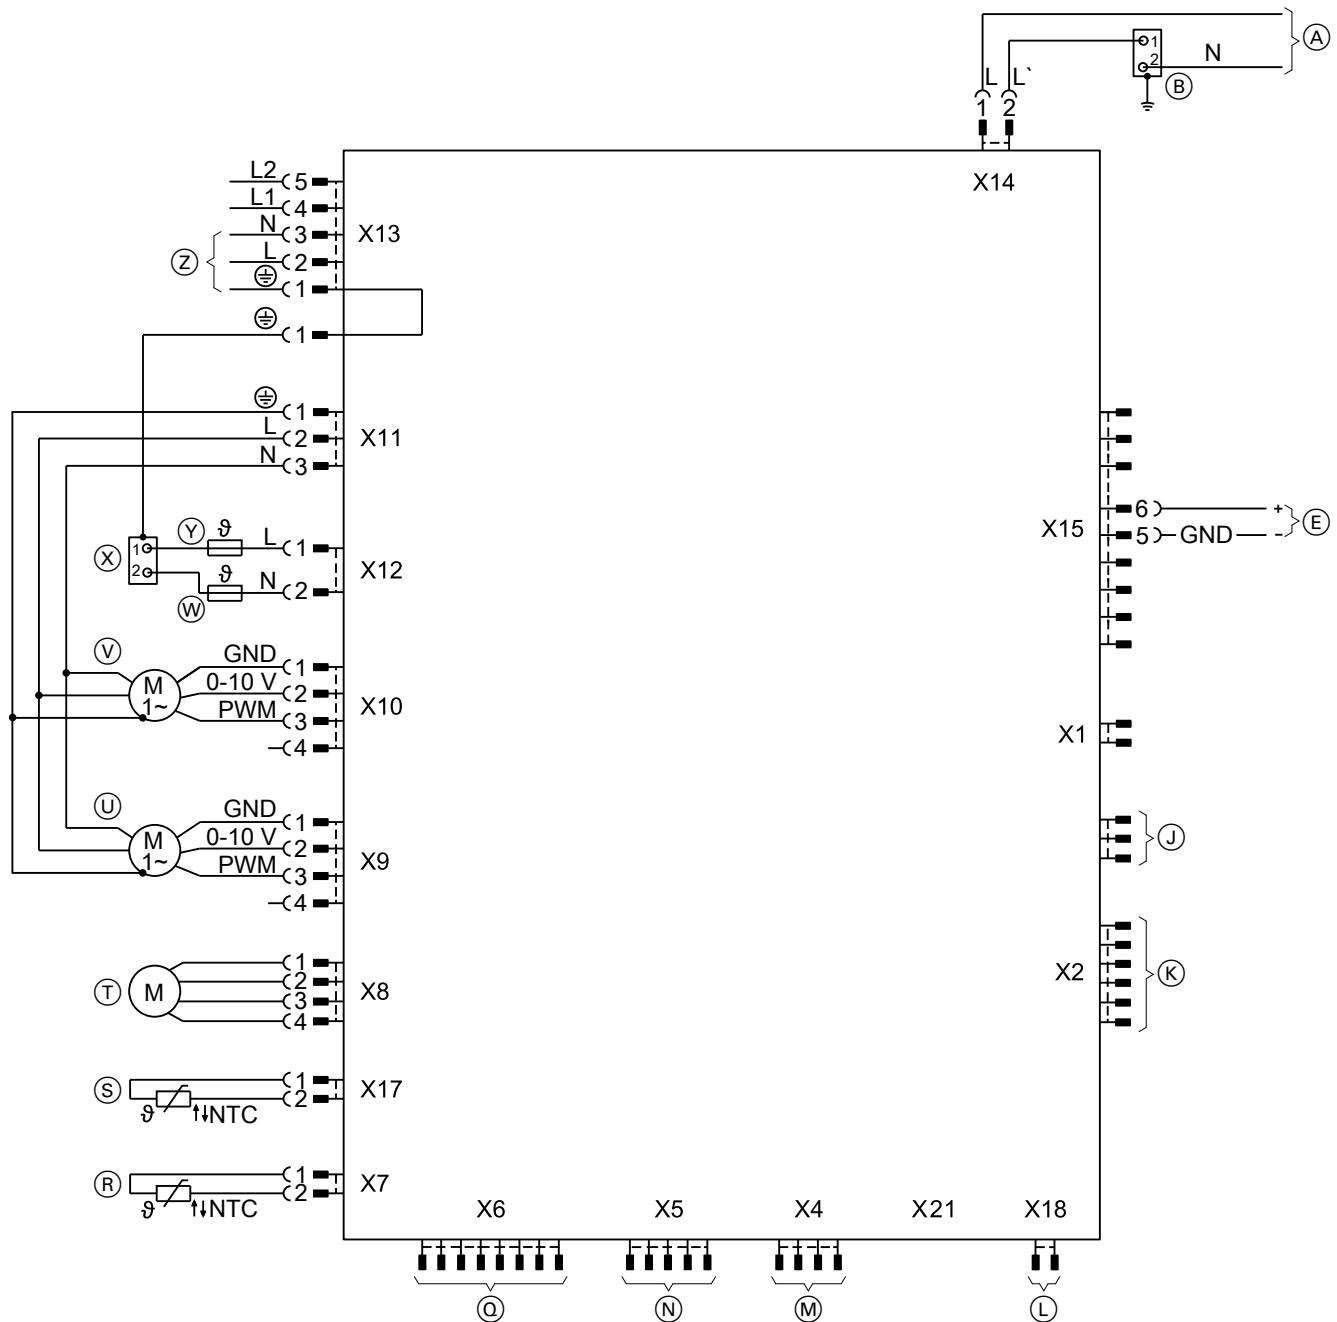 A
1
2
N
B
L L`
1 2
X14
L2 5
L1 4
N 3
X13
Z
L 2
1
1
1
L 2
X11
N 3
6 +
X15
E
5 GND -
Y ϑ L 1
X 1
2
X12
ϑ N 2
W
V
GND 1
M
1~
0-10 V 2
X10
PWM 3
4
X1
U
GND 1
M
1~
0-10 V 2
X9
PWM 3
4
J
1
T M 2
X8
3
4
X2
K
S
1
X17
2
ϑ NTC
R
1
X7
2
ϑ NTC
X6 X5 X4 X21 X18
Q N M L